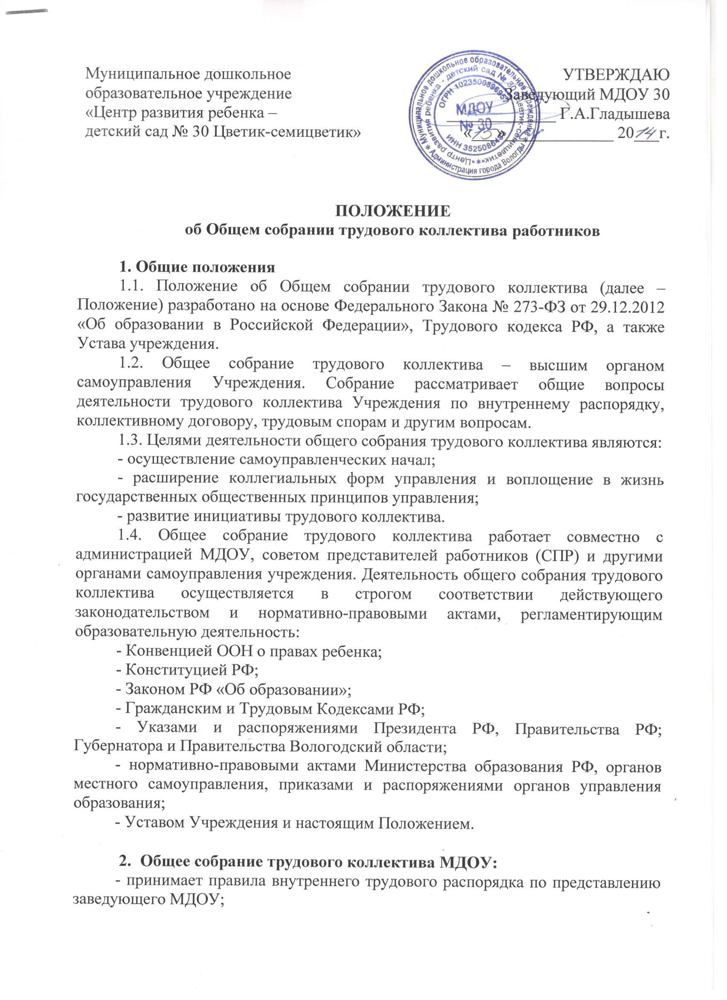 Муниципальное дошкольное
образовательное учреждение
«Центр развития ребенка –
детский сад № 30 Цветик-семицветик»
УТВЕРЖДАЮ
Заведующий МДОУ 30
Г.А.Гладышева
«13» 2014 г.
Муниципальное дошкольное образовательное учреждение * Администрация города Вологды *
«Центр развития ребенка - детский сад № 30 Цветик-семицветик» *
ОГРН 1023500896957
МДОУ
№ 30
ИНН
ПОЛОЖЕНИЕ
об Общем собрании трудового коллектива работников
1. Общие положения
1.1. Положение об Общем собрании трудового коллектива (далее –
Положение) разработано на основе Федерального Закона № 273-ФЗ от 29.12.2012
«Об образовании в Российской Федерации», Трудового кодекса РФ, а также
Устава учреждения.
1.2. Общее собрание трудового коллектива – высшим органом
самоуправления Учреждения. Собрание рассматривает общие вопросы
деятельности трудового коллектива Учреждения по внутреннему распорядку,
коллективному договору, трудовым спорам и другим вопросам.
1.3. Целями деятельности общего собрания трудового коллектива являются:
- осуществление самоуправленческих начал;
- расширение коллегиальных форм управления и воплощение в жизнь
государственных общественных принципов управления;
- развитие инициативы трудового коллектива.
1.4. Общее собрание трудового коллектива работает совместно с
администрацией МДОУ, советом представителей работников (СПР) и другими
органами самоуправления учреждения. Деятельность общего собрания трудового
коллектива осуществляется в строгом соответствии действующего
законодательством и нормативно-правовыми актами, регламентирующим
образовательную деятельность:
- Конвенцией ООН о правах ребенка;
- Конституцией РФ;
- Законом РФ «Об образовании»;
- Гражданским и Трудовым Кодексами РФ;
- Указами и распоряжениями Президента РФ, Правительства РФ;
Губернатора и Правительства Вологодский области;
- нормативно-правовыми актами Министерства образования РФ, органов
местного самоуправления, приказами и распоряжениями органов управления
образования;
- Уставом Учреждения и настоящим Положением.
2. Общее собрание трудового коллектива МДОУ:
- принимает правила внутреннего трудового распорядка по представлению
заведующего МДОУ;